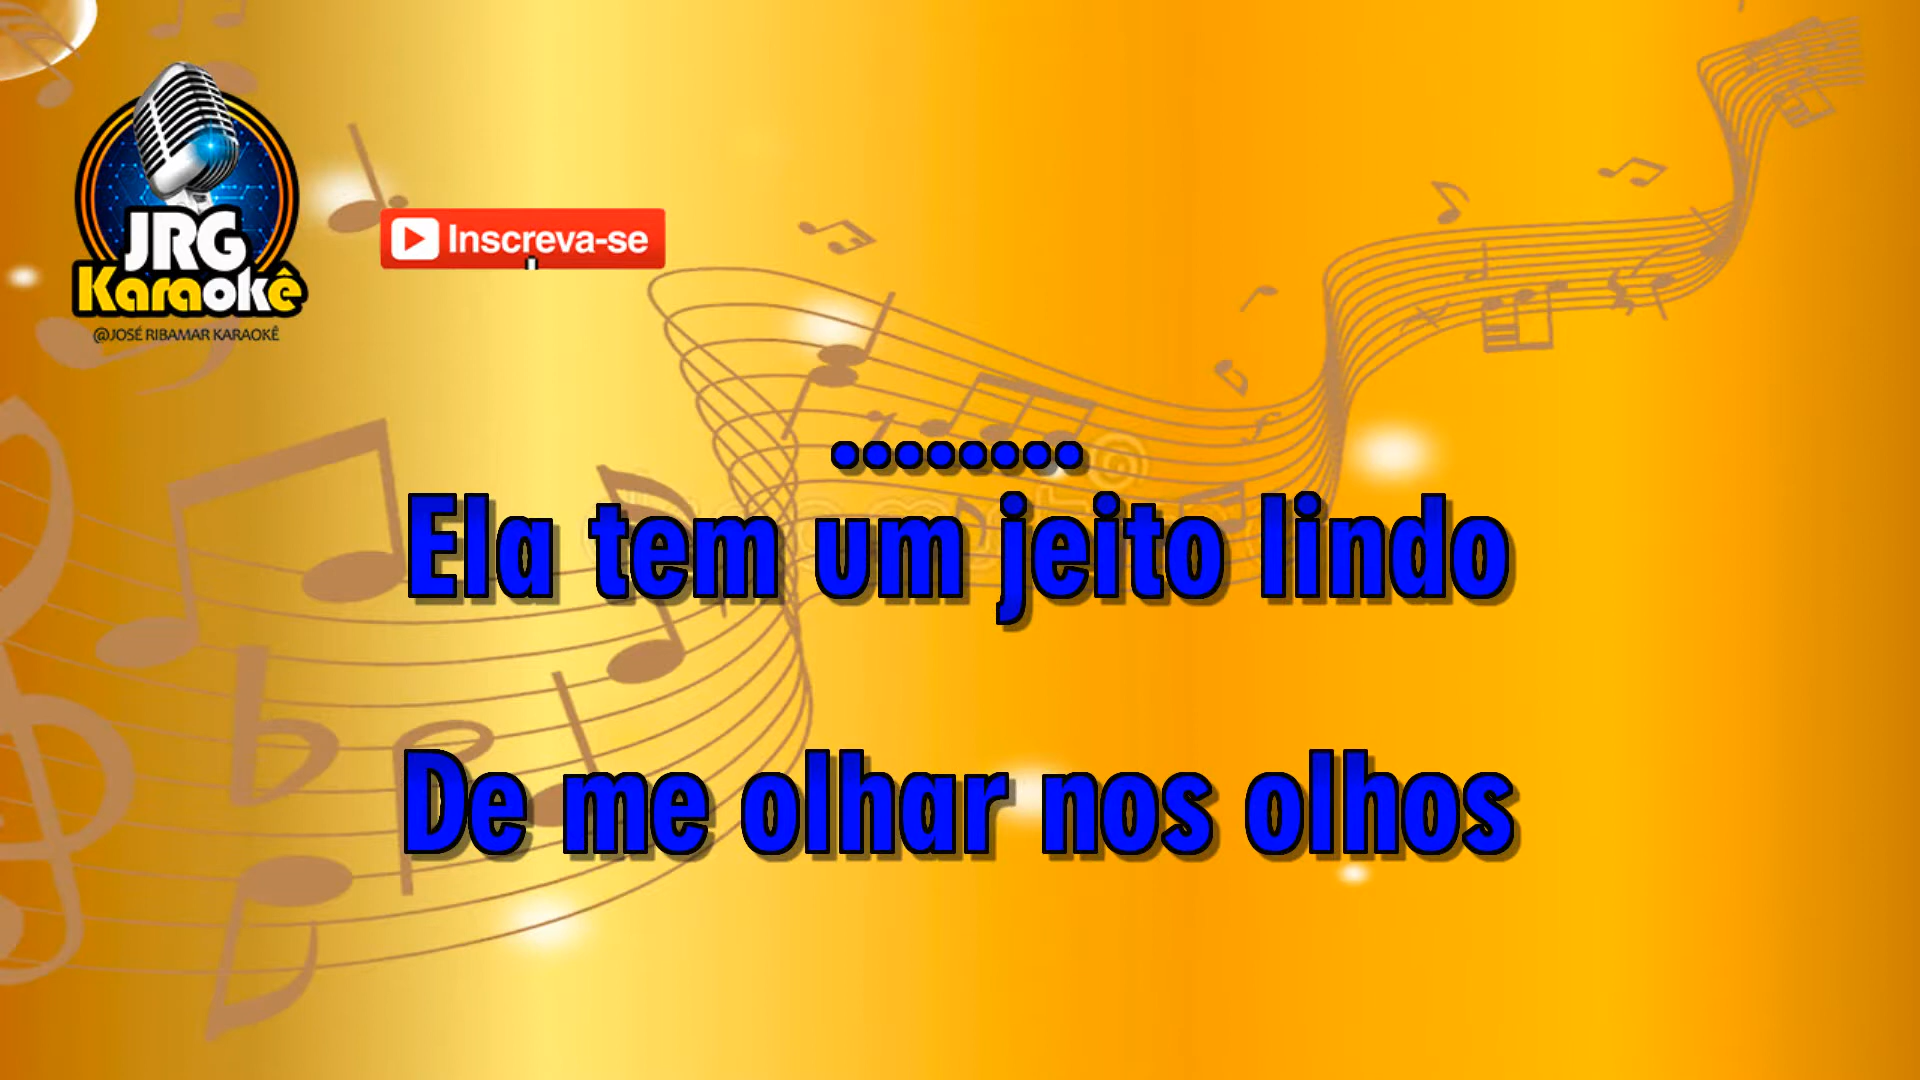 JRG
Karaokê
@JOSÉ RIBAMAR KARAOKÊ
Inscreva-se
........
Ela tem um jeito lindo
De me olhar nos olhos